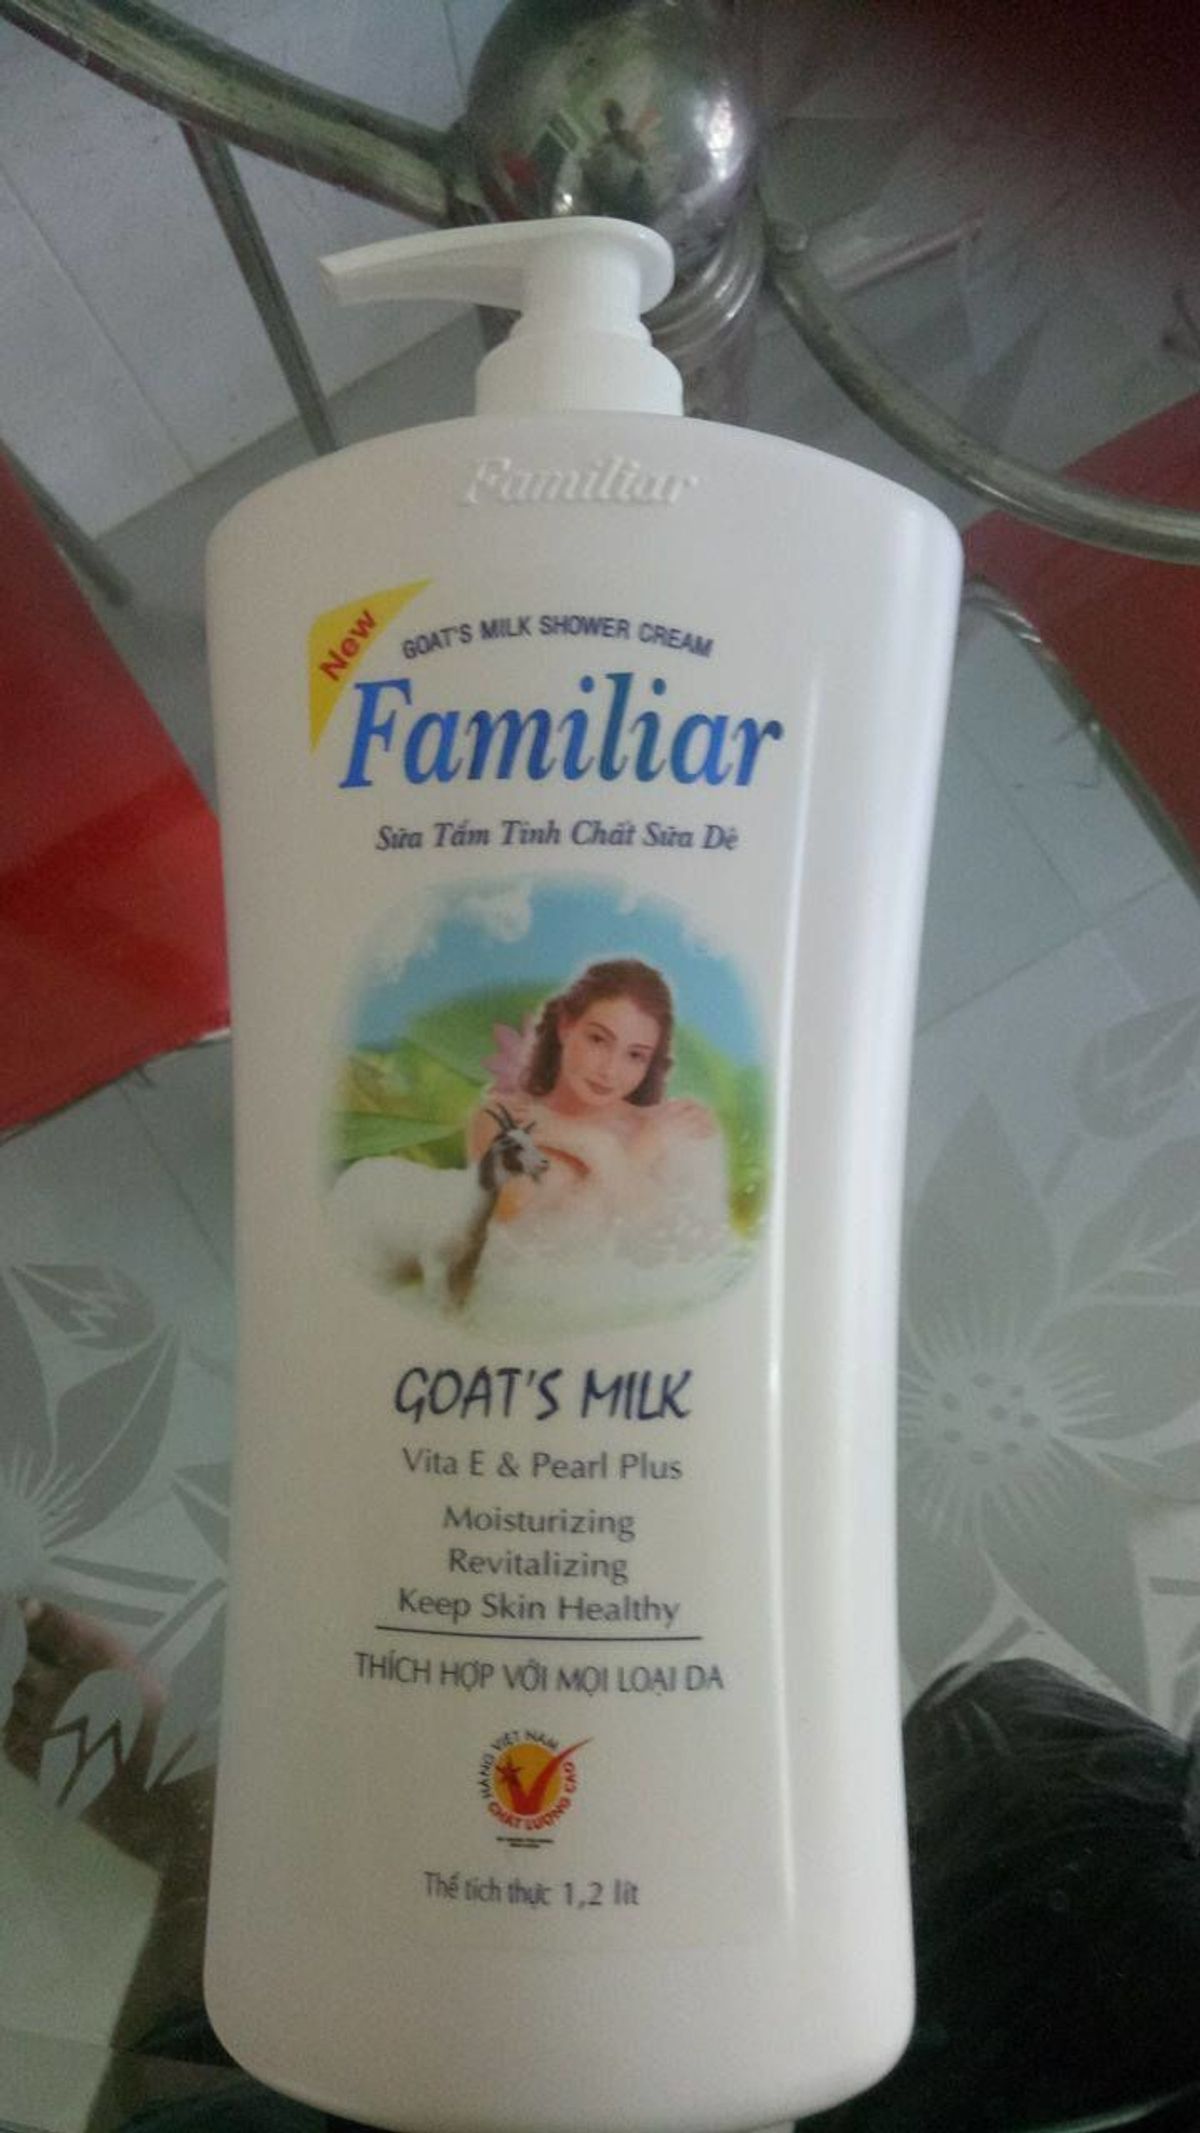 Familiar
New
GOAT'S MILK SHOWER CREAM
Familiar
Sữa Tắm Tinh Chất Sữa Dê
GOAT'S MILK
Vita E & Pearl Plus
Moisturizing
Revitalizing
Keep Skin Healthy
THÍCH HỢP VỚI MỌI LOẠI DA
HÀNG VIỆT NAM
CHẤT LƯỢNG CAO
Thể tích thực 1,2 lít